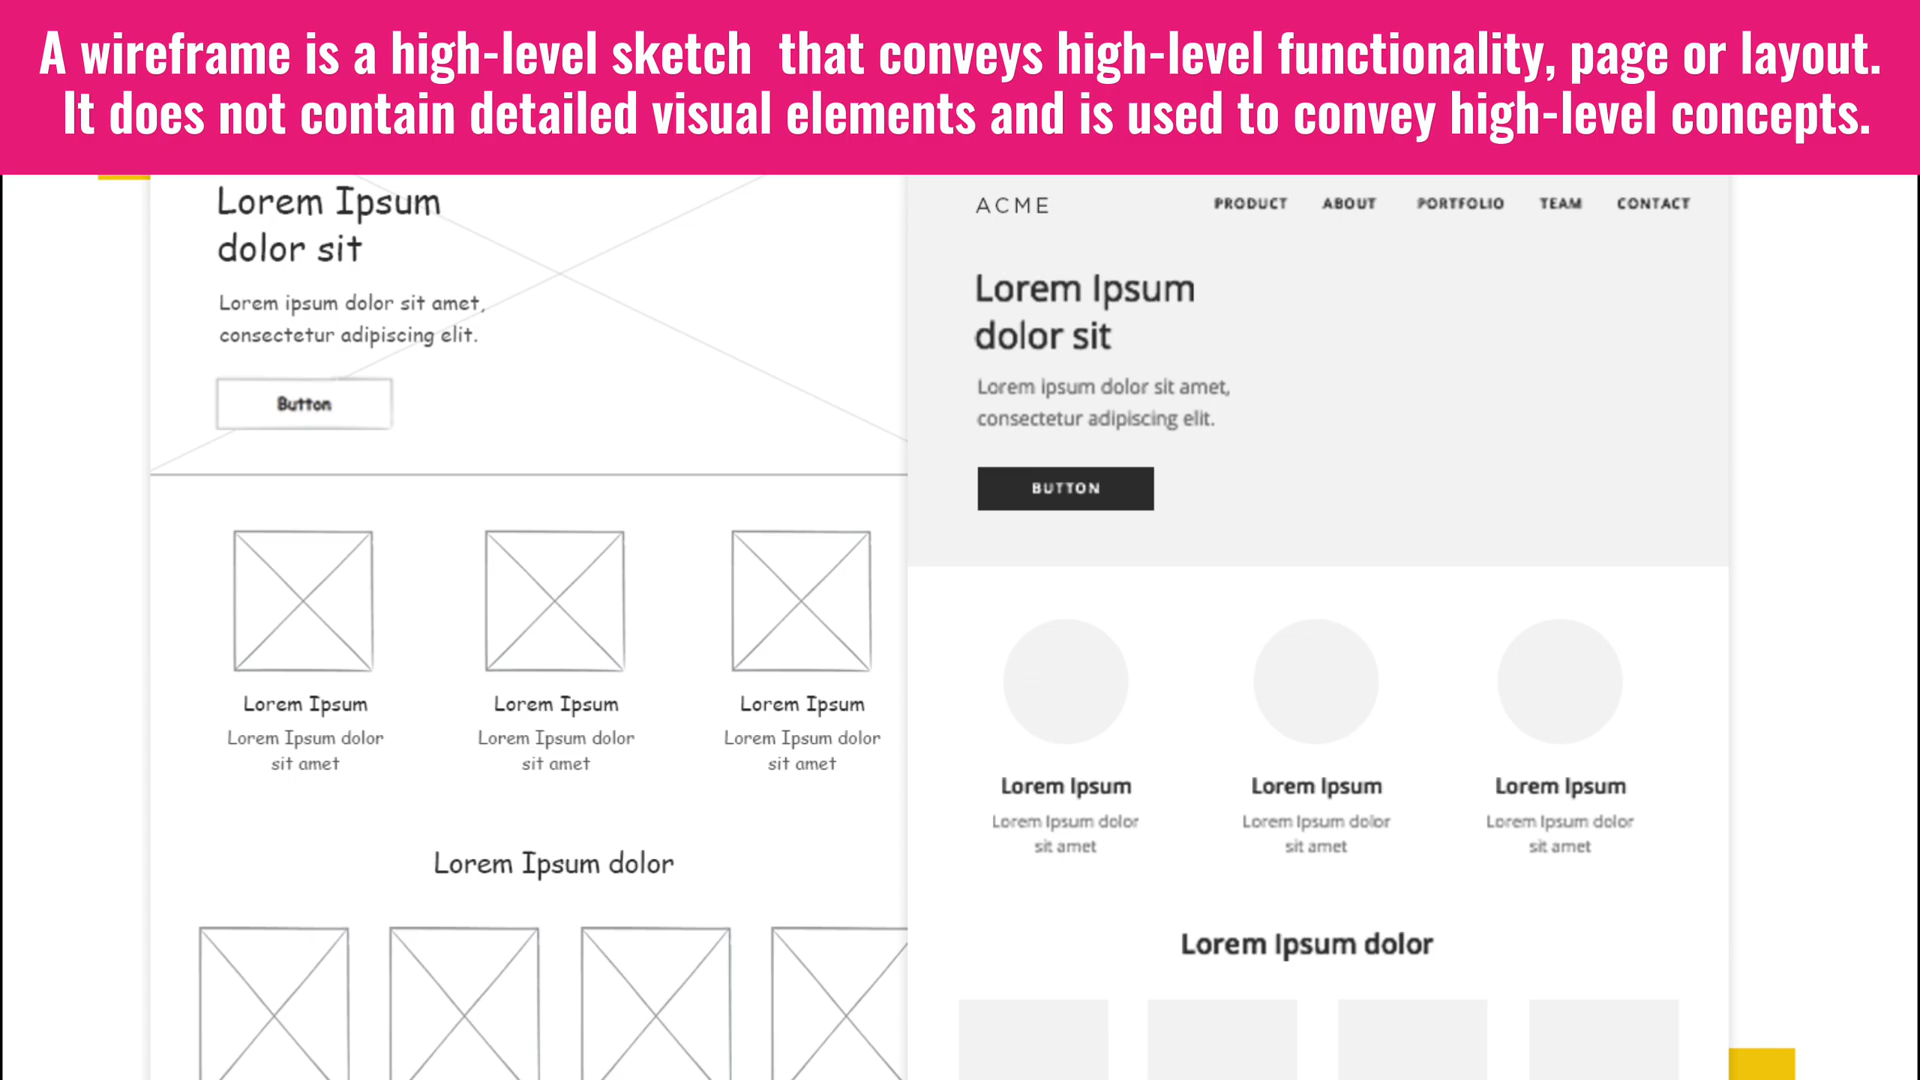 A wireframe is a high-level sketch  that conveys high-level functionality, page or layout.
It does not contain detailed visual elements and is used to convey high-level concepts.
Lorem Ipsum
dolor sit
Lorem ipsum dolor sit amet,
consectetur adipiscing elit.
Button
Lorem Ipsum
Lorem Ipsum dolor
sit amet
Lorem Ipsum
Lorem Ipsum dolor
sit amet
Lorem Ipsum
Lorem Ipsum dolor
sit amet
Lorem Ipsum dolor
ACME
PRODUCT ABOUT PORTFOLIO TEAM CONTACT
Lorem Ipsum
dolor sit
Lorem ipsum dolor sit amet,
consectetur adipiscing elit.
BUTTON
Lorem Ipsum
Lorem Ipsum dolor
sit amet
Lorem Ipsum
Lorem Ipsum dolor
sit amet
Lorem Ipsum
Lorem Ipsum dolor
sit amet
Lorem Ipsum dolor